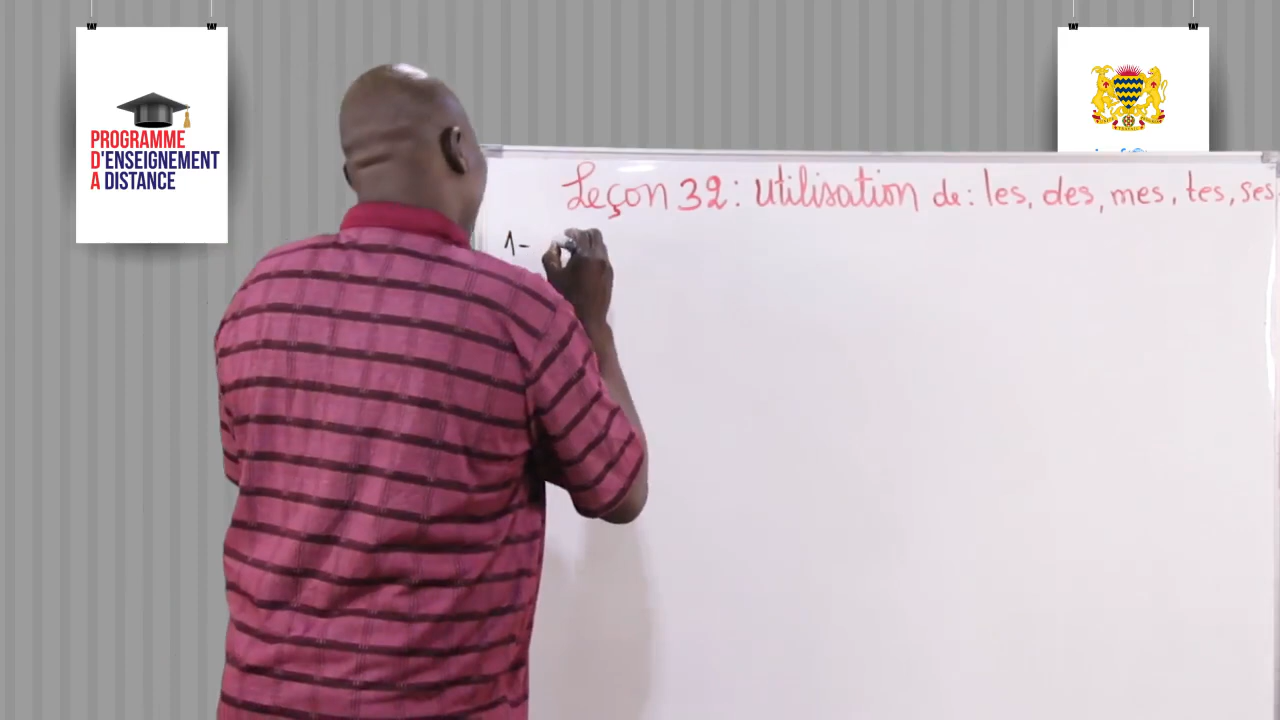 PROGRAMME
D'ENSEIGNEMENT
A DISTANCE
Leçon 32 : Utilisation de : les, des, mes, tes, ses
1-